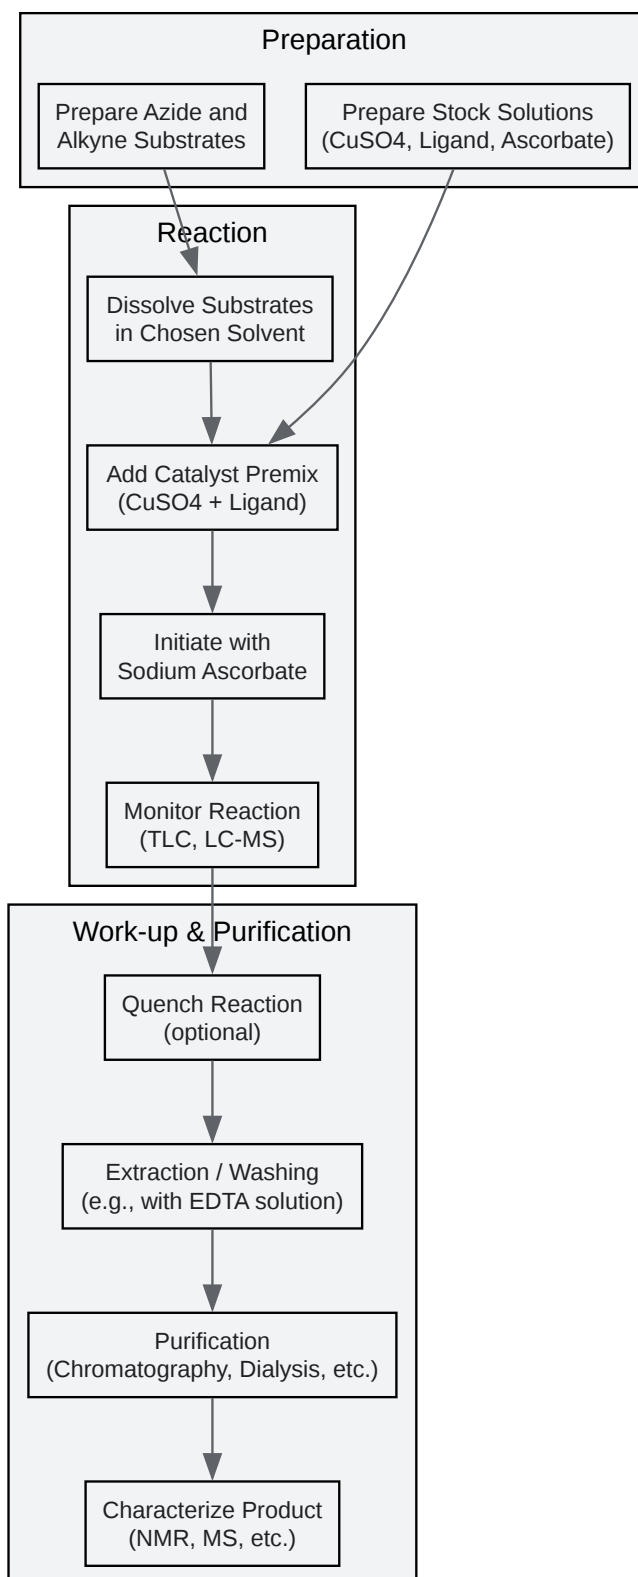 Preparation
Prepare Azide and
Alkyne Substrates
Prepare Stock Solutions
(CuSO4, Ligand, Ascorbate)
Reaction
Dissolve Substrates
in Chosen Solvent
Add Catalyst Premix
(CuSO4 + Ligand)
Initiate with
Sodium Ascorbate
Monitor Reaction
(TLC, LC-MS)
Work-up & Purification
Quench Reaction
(optional)
Extraction / Washing
(e.g., with EDTA solution)
Purification
(Chromatography, Dialysis, etc.)
Characterize Product
(NMR, MS, etc.)